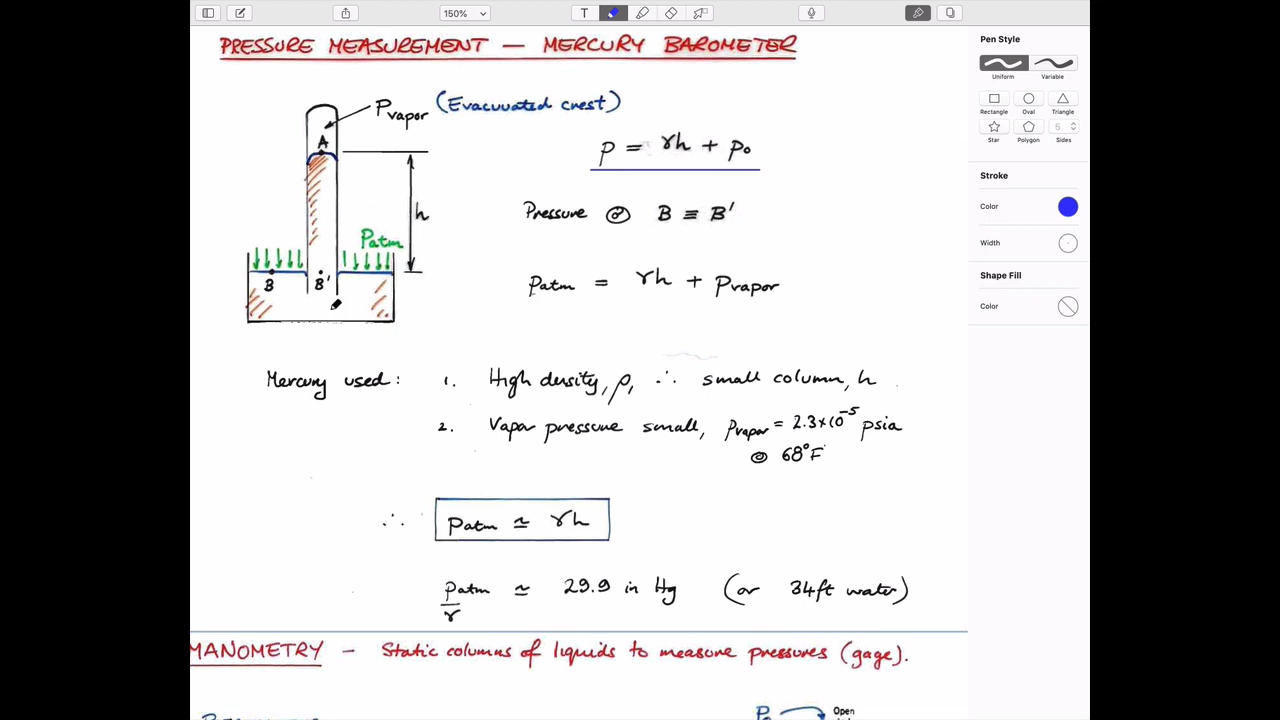 150%
T
Pen Style
Uniform Variable
Rectangle Oval Triangle
5
Star Polygon Sides
Stroke
Color
Width
Shape Fill
Color
PRESSURE MEASUREMENT — MERCURY BAROMETER
Pvapor (Evacuated crest)
A
h
Patm
B B'
p = γh + po
Pressure @ B ≡ B'
patm = γh + pvapor
Mercury used: 1. High density, ρ, ∴ small column, h
2. Vapor pressure small, pvapor = 2.3×10⁻⁵ psia
@ 68°F
∴ patm ≃ γh
patm/γ ≃ 29.9 in Hg (or 34ft water)
MANOMETRY - Static columns of liquids to measure pressures (gage).
Open